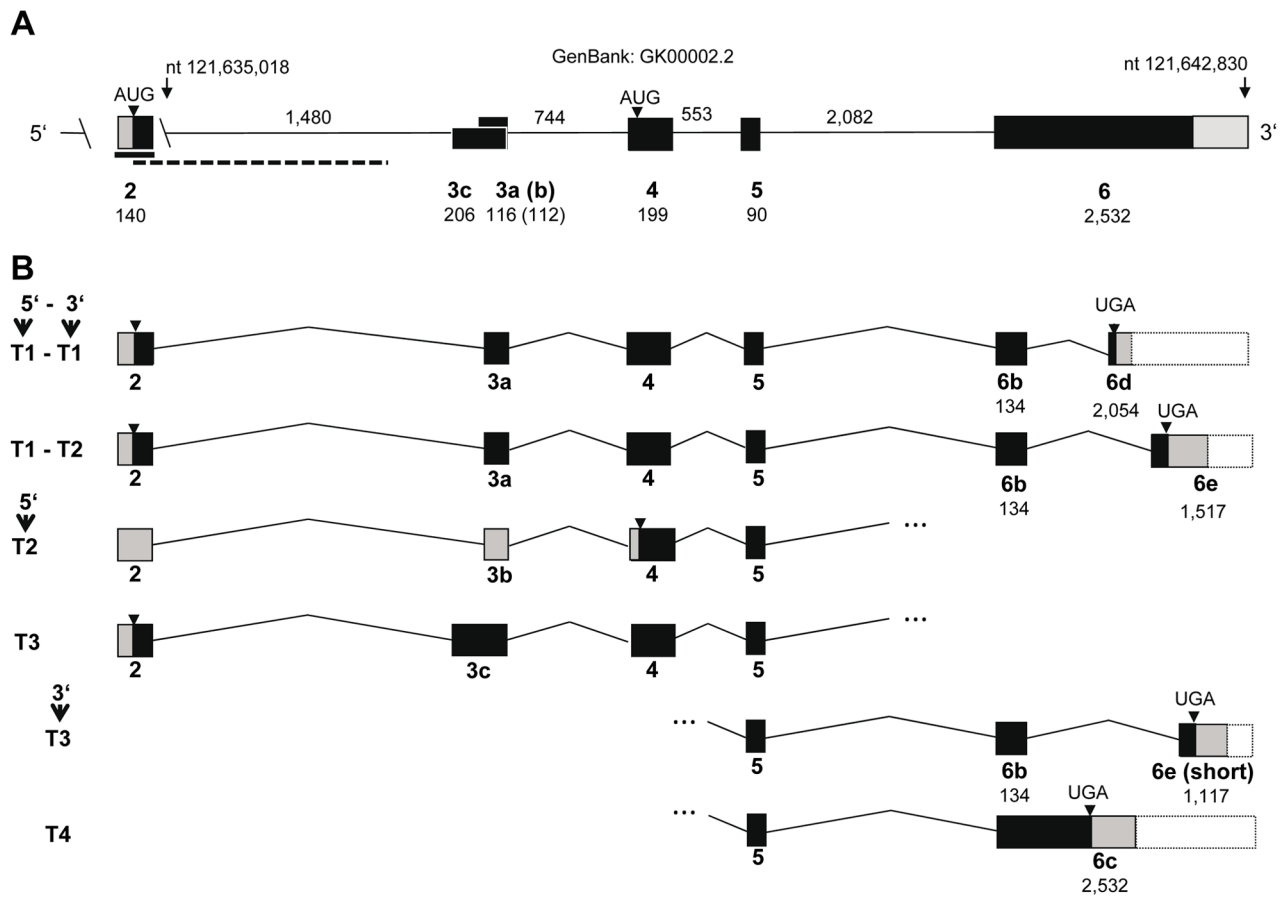 A
GenBank: GK00002.2
nt 121,635,018
nt 121,642,830
AUG
AUG
5‘
1,480
744
553
2,082
3‘
2 3c 3a (b) 4 5 6
140 206 116 (112) 199 90 2,532
B
5‘ - 3‘
UGA
T1 - T1
2 3a 4 5 6b 6d
134 2,054
UGA
T1 - T2
2 3a 4 5 6b 6e
134 1,517
5‘
T2
...
2 3b 4 5
T3
...
2 3c 4 5
3‘
UGA
T3
...
5 6b 6e (short)
134 1,117
UGA
T4
...
5 6c
2,532